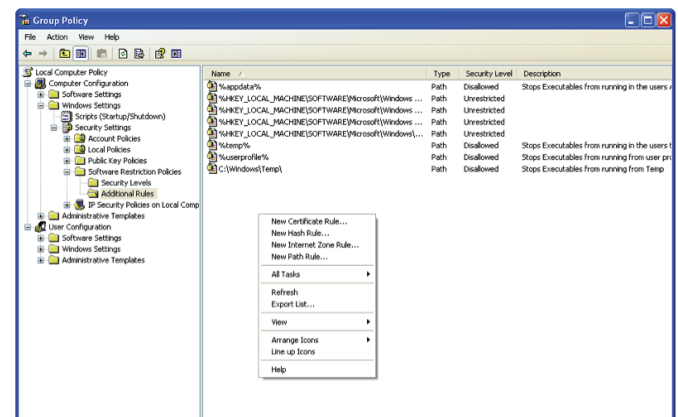 Group Policy
File Action View Help
Local Computer Policy
Computer Configuration
Software Settings
Windows Settings
Scripts (Startup/Shutdown)
Security Settings
Account Policies
Local Policies
Public Key Policies
Software Restriction Policies
Security Levels
Additional Rules
IP Security Policies on Local Comp
Administrative Templates
User Configuration
Software Settings
Windows Settings
Administrative Templates
Name Type Security Level Description
%appdata% Path Disallowed Stops Executables from running in the users
%HKEY_LOCAL_MACHINE\SOFTWARE\Microsoft\Windows ... Path Unrestricted
%HKEY_LOCAL_MACHINE\SOFTWARE\Microsoft\Windows ... Path Unrestricted
%HKEY_LOCAL_MACHINE\SOFTWARE\Microsoft\Windows ... Path Unrestricted
%HKEY_LOCAL_MACHINE\SOFTWARE\Microsoft\Windows\... Path Unrestricted
%temp% Path Disallowed Stops Executables from running in the users
%userprofile% Path Disallowed Stops Executables from running from user pro
C:\Windows\Temp\ Path Disallowed Stops Executables from running from Temp
New Certificate Rule...
New Hash Rule...
New Internet Zone Rule...
New Path Rule...
All Tasks
Refresh
Export List...
View
Arrange Icons
Line up Icons
Help